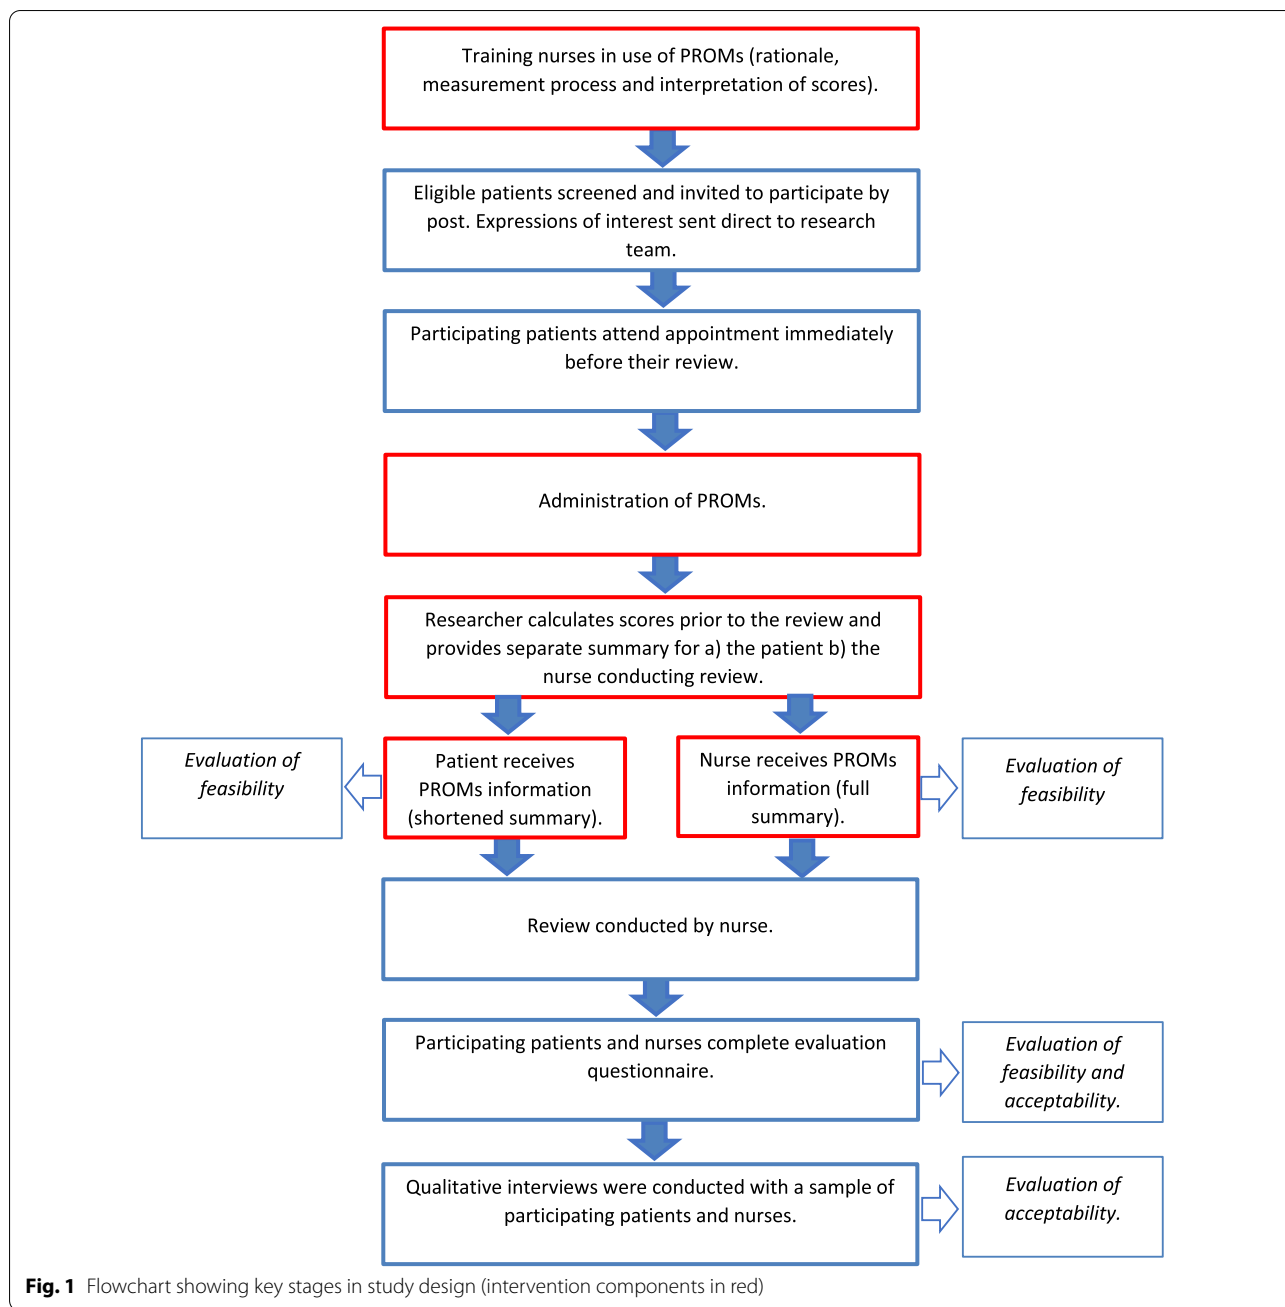 Training nurses in use of PROMs (rationale,
measurement process and interpretation of scores).
Eligible patients screened and invited to participate by
post. Expressions of interest sent direct to research
team.
Participating patients attend appointment immediately
before their review.
Administration of PROMs.
Researcher calculates scores prior to the review and
provides separate summary for a) the patient b) the
nurse conducting review.
Evaluation of
feasibility
Patient receives
PROMs information
(shortened summary).
Nurse receives PROMs
information (full
summary).
Evaluation of
feasibility
Review conducted by nurse.
Participating patients and nurses complete evaluation
questionnaire.
Evaluation of
feasibility and
acceptability.
Qualitative interviews were conducted with a sample of
participating patients and nurses.
Evaluation of
acceptability.
Fig. 1 Flowchart showing key stages in study design (intervention components in red)